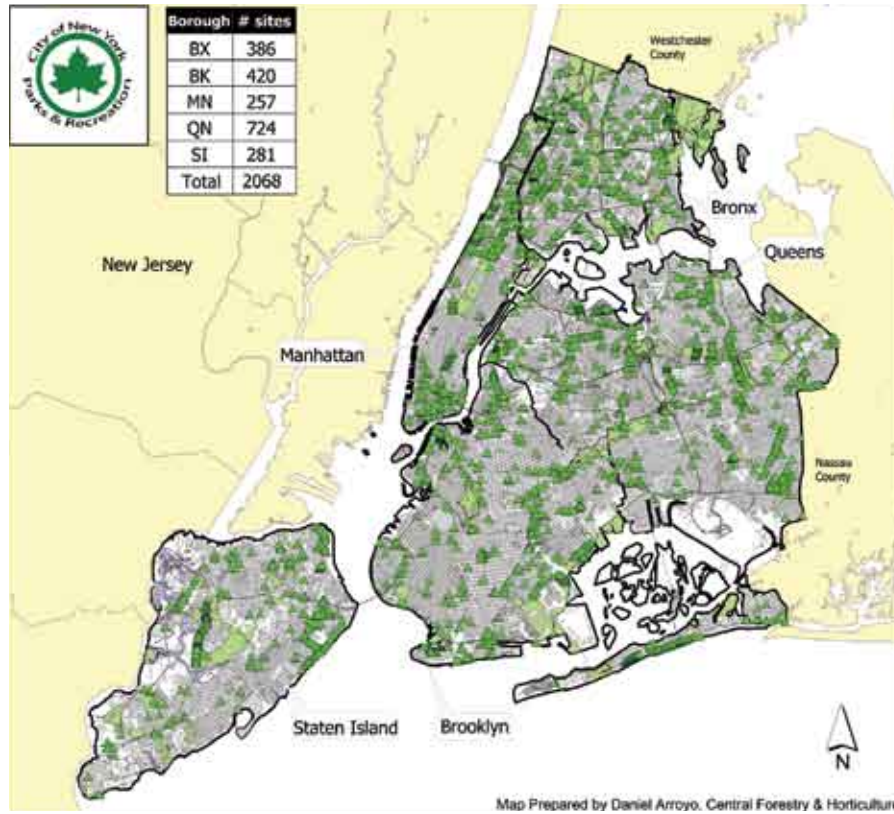 City of New York
Parks & Recreation
Borough # sites
BX 386
BK 420
MN 257
QN 724
SI 281
Total 2068
Westchester
County
Bronx
Queens
New Jersey
Manhattan
Nassau
County
Staten Island
Brooklyn
N
Map Prepared by Daniel Arroyo, Central Forestry & Horticulture